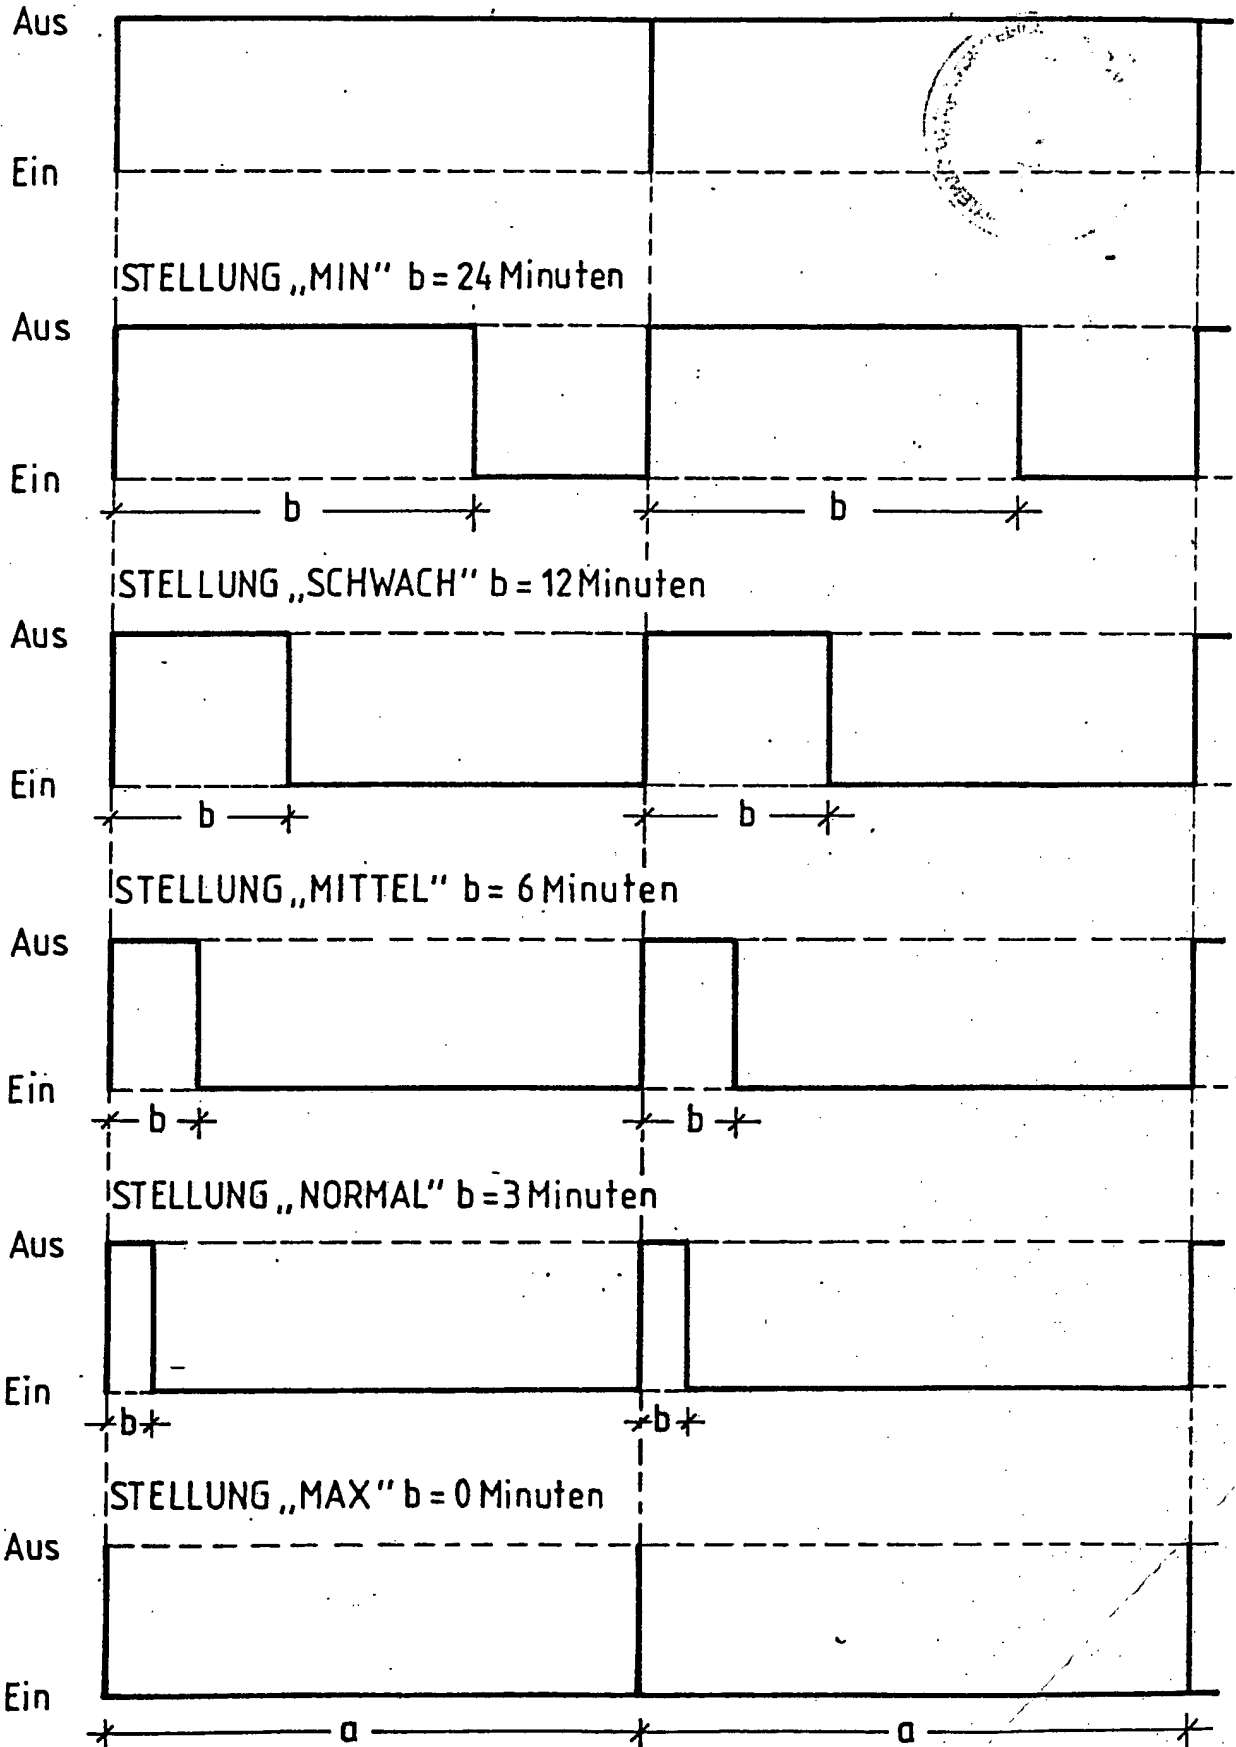 Aus
Ein
STELLUNG „MIN" b = 24 Minuten
Aus
Ein
b b
STELLUNG „SCHWACH" b = 12 Minuten
Aus
Ein
b b
STELLUNG „MITTEL" b = 6 Minuten
Aus
Ein
b b
STELLUNG „NORMAL" b = 3 Minuten
Aus
Ein
b b
STELLUNG „MAX" b = 0 Minuten
Aus
Ein
a a